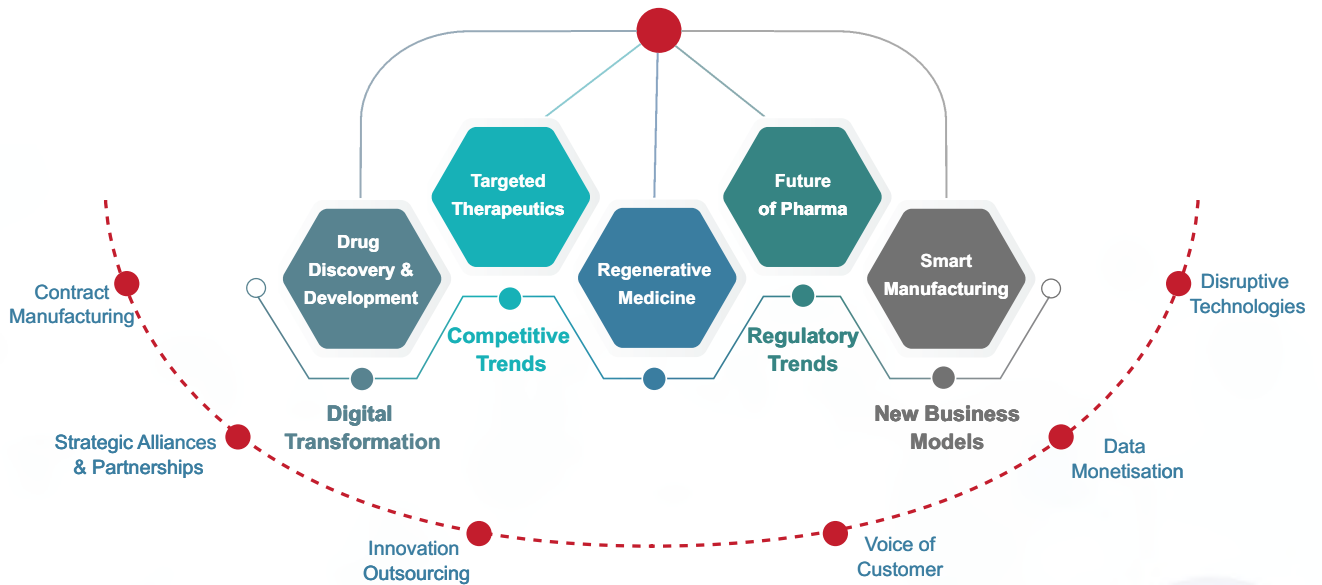 Targeted
Therapeutics
Future
of Pharma
Drug
Discovery &
Development
Regenerative
Medicine
Smart
Manufacturing
Contract
Manufacturing
Disruptive
Technologies
Competitive
Trends
Regulatory
Trends
Digital
Transformation
New Business
Models
Strategic Alliances
& Partnerships
Data
Monetisation
Innovation
Outsourcing
Voice of
Customer